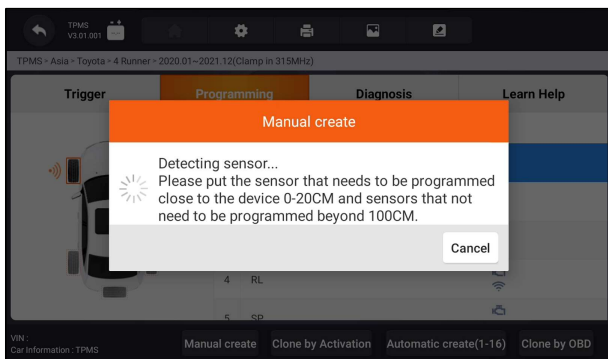 TPMS
V3.01.001
TPMS > Asia > Toyota > 4 Runner > 2020.01~2021.12(Clamp in 315MHz)
Trigger Programming Diagnosis Learn Help
Manual create
Detecting sensor...
Please put the sensor that needs to be programmed
close to the device 0-20CM and sensors that not
need to be programmed beyond 100CM.
Cancel
4 RL
5 SP
VIN :
Car Information : TPMS
Manual create Clone by Activation Automatic create(1-16) Clone by OBD